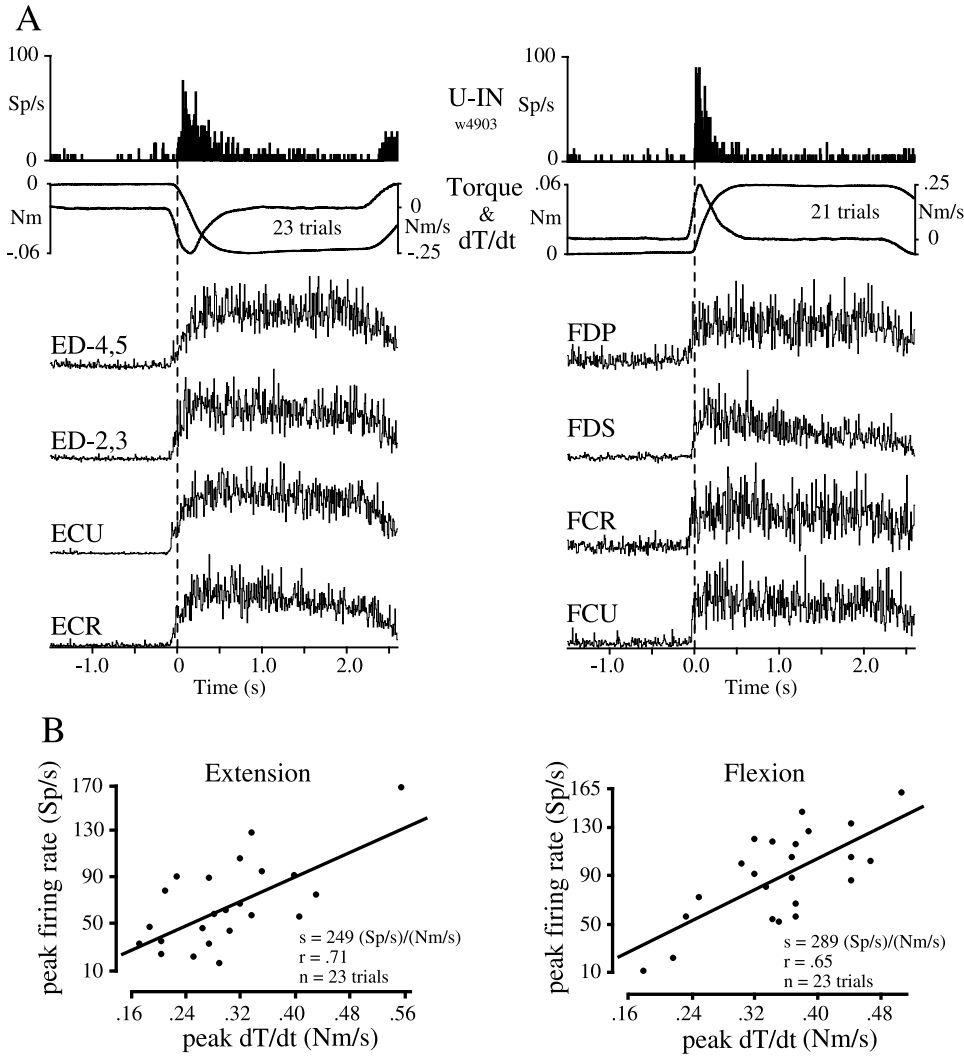 A
100
Sp/s
0
U-IN
w4903
100
Sp/s
0
0
Nm
-.06
0
Nm/s
-.25
23 trials
Torque
&
dT/dt
.06
Nm
0
.25
Nm/s
0
21 trials
ED-4,5
ED-2,3
ECU
ECR
-1.0 0 1.0 2.0
Time (s)
FDP
FDS
FCR
FCU
-1.0 0.0 1.0 2.0
Time (s)
B
Extension
peak firing rate (Sp/s)
170
130
90
50
10
s = 249 (Sp/s)/(Nm/s)
r = .71
n = 23 trials
.16 .24 .32 .40 .48 .56
peak dT/dt (Nm/s)
Flexion
peak firing rate (Sp/s)
165
130
90
50
10
s = 289 (Sp/s)/(Nm/s)
r = .65
n = 23 trials
.16 .24 .32 .40 .48
peak dT/dt (Nm/s)